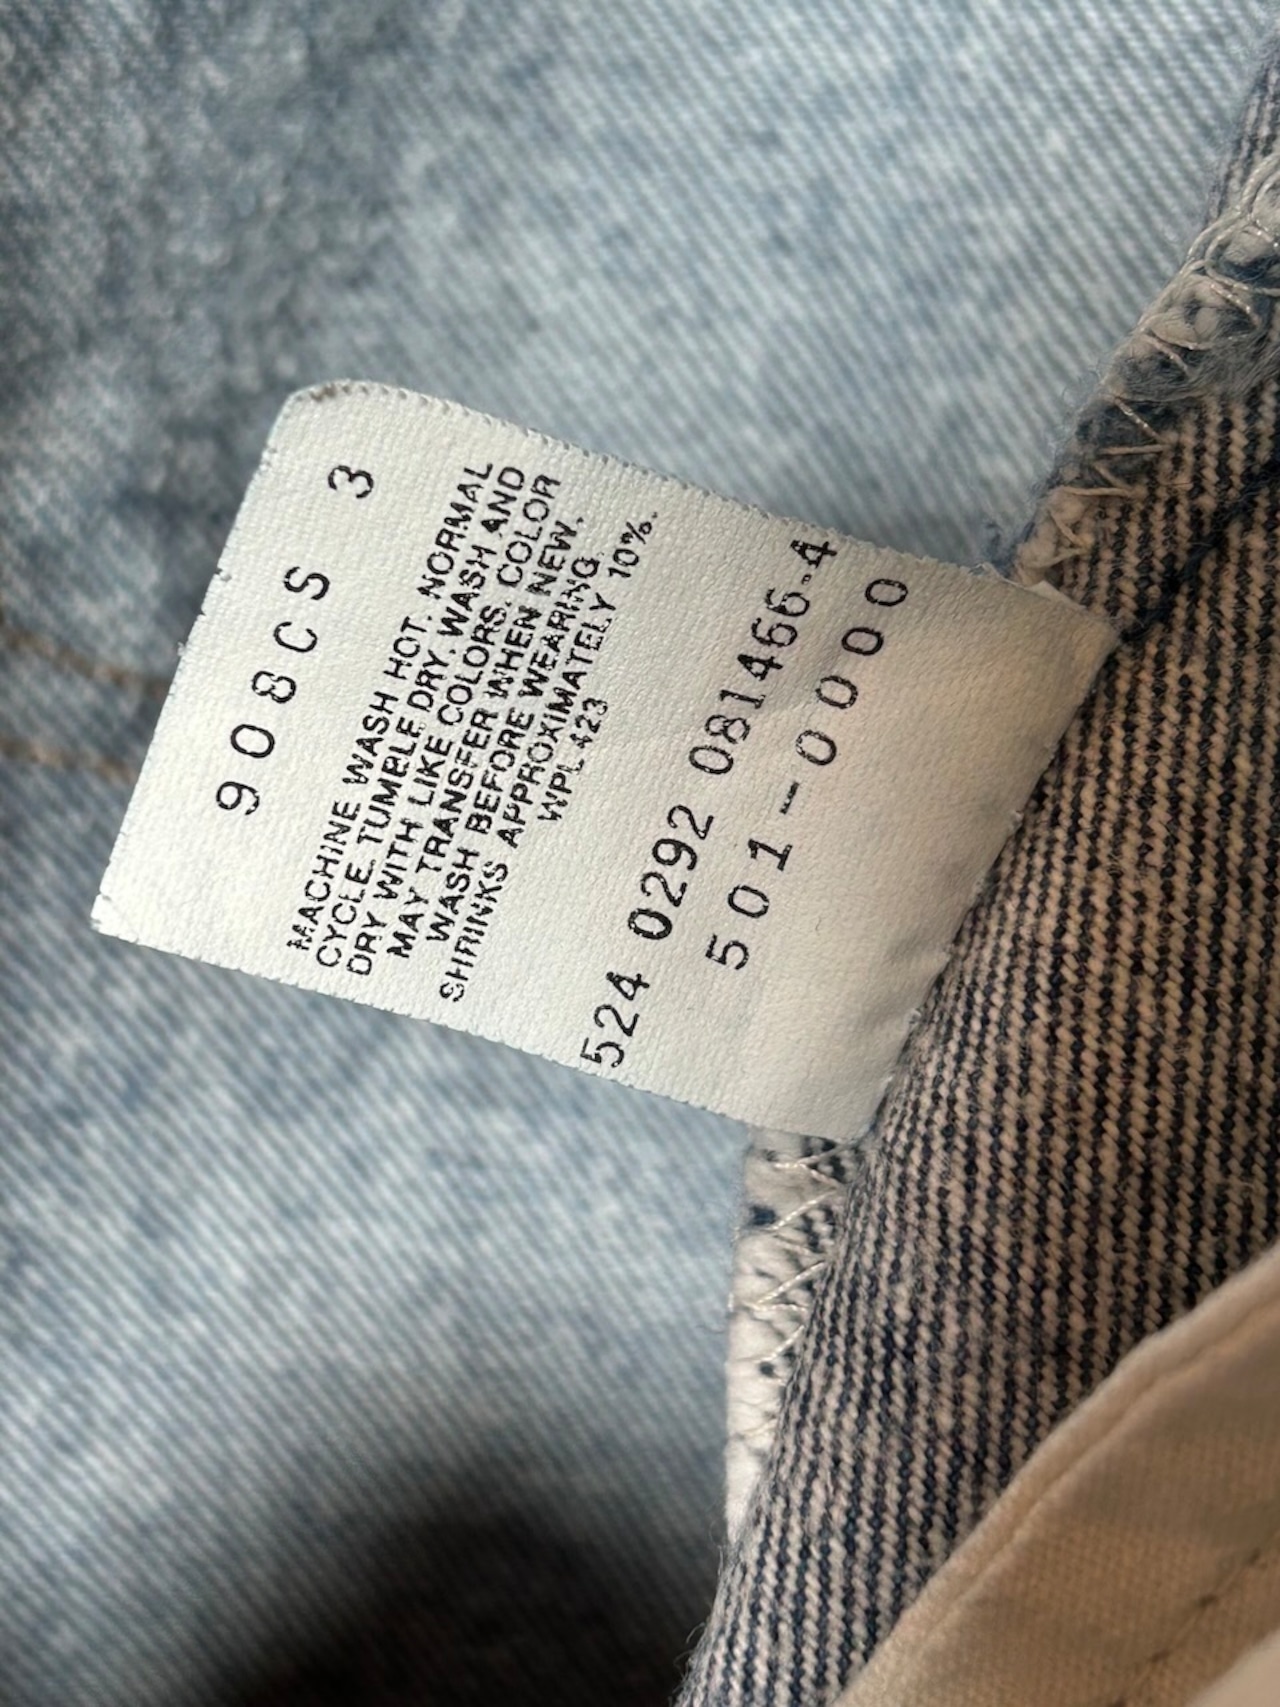 908CS 3
MACHINE WASH HOT. NORMAL
CYCLE. TUMBLE DRY. WASH AND
DRY WITH LIKE COLORS. COLOR
MAY TRANSFER WHEN NEW.
WASH BEFORE WEARING.
SHRINKS APPROXIMATELY 10%.
WPL 423
524 0292 081466-4
501-0000